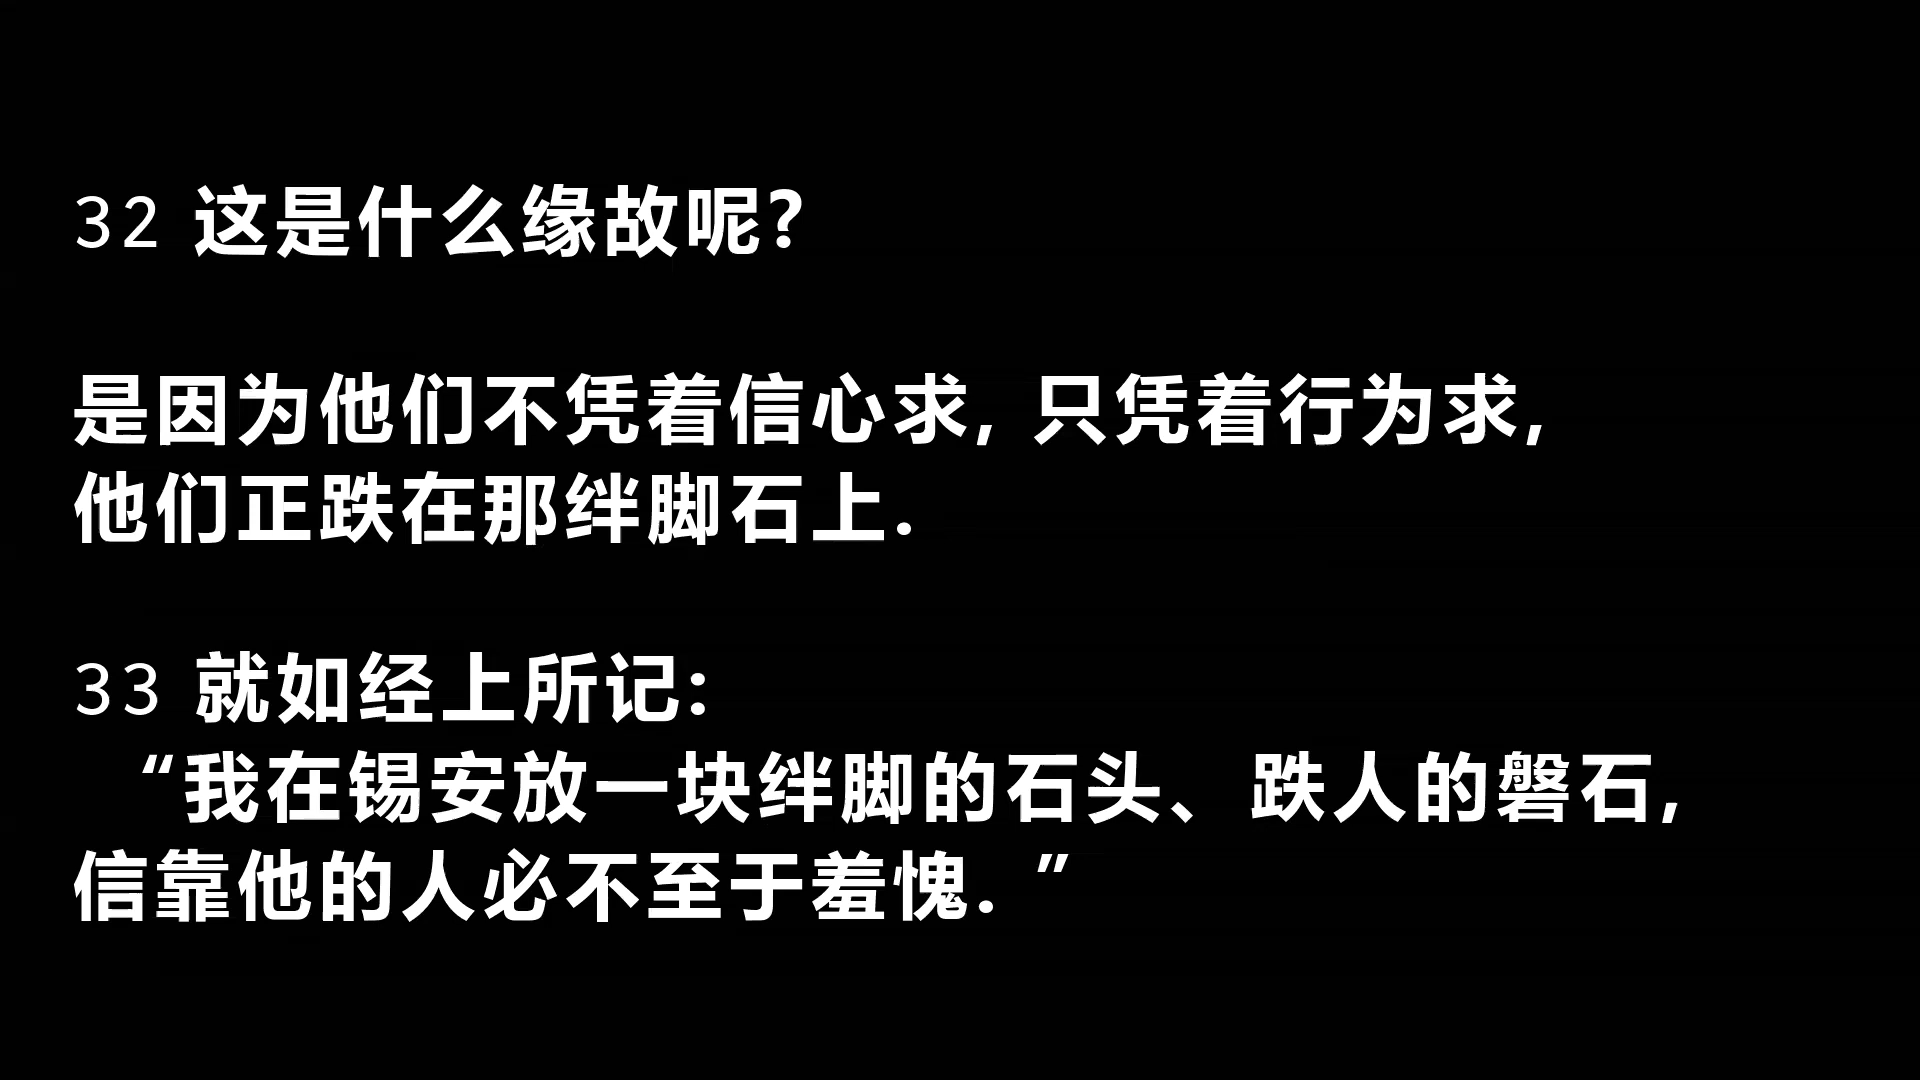 32 这是什么缘故呢?
是因为他们不凭着信心求, 只凭着行为求,
他们正跌在那绊脚石上.
33 就如经上所记:
“我在锡安放一块绊脚的石头、跌人的磐石,
信靠他的人必不至于羞愧. ”